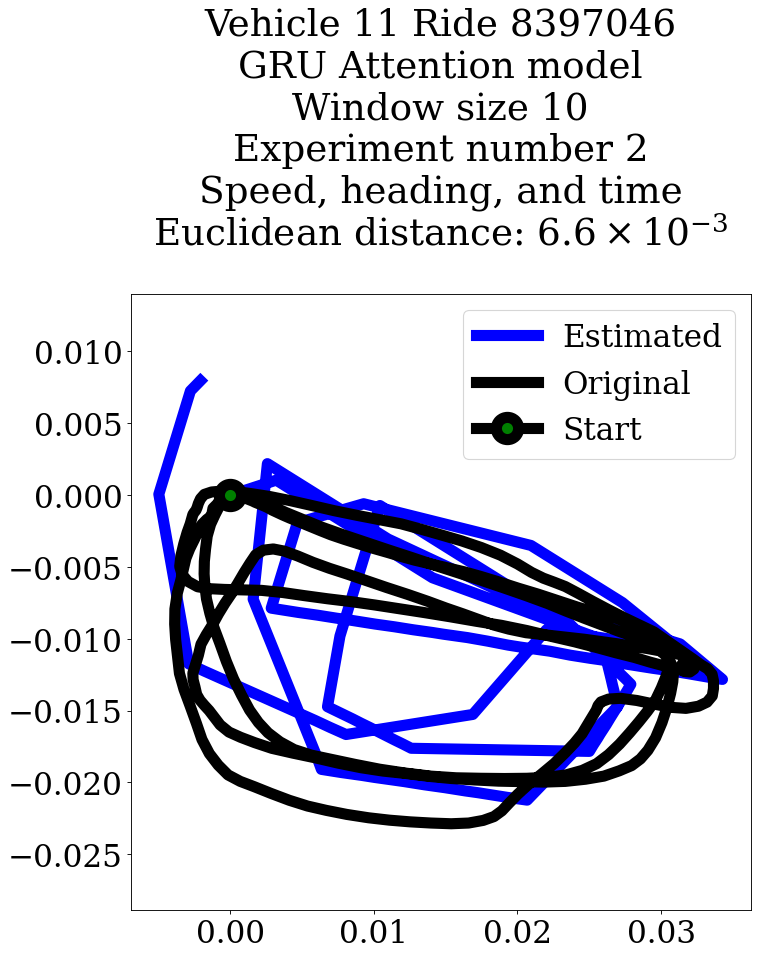 Vehicle 11 Ride 8397046
GRU Attention model
Window size 10
Experiment number 2
Speed, heading, and time
Euclidean distance: 6.6 × 10⁻³
Estimated
Original
Start
0.010
0.005
0.000
−0.005
−0.010
−0.015
−0.020
−0.025
0.00 0.01 0.02 0.03